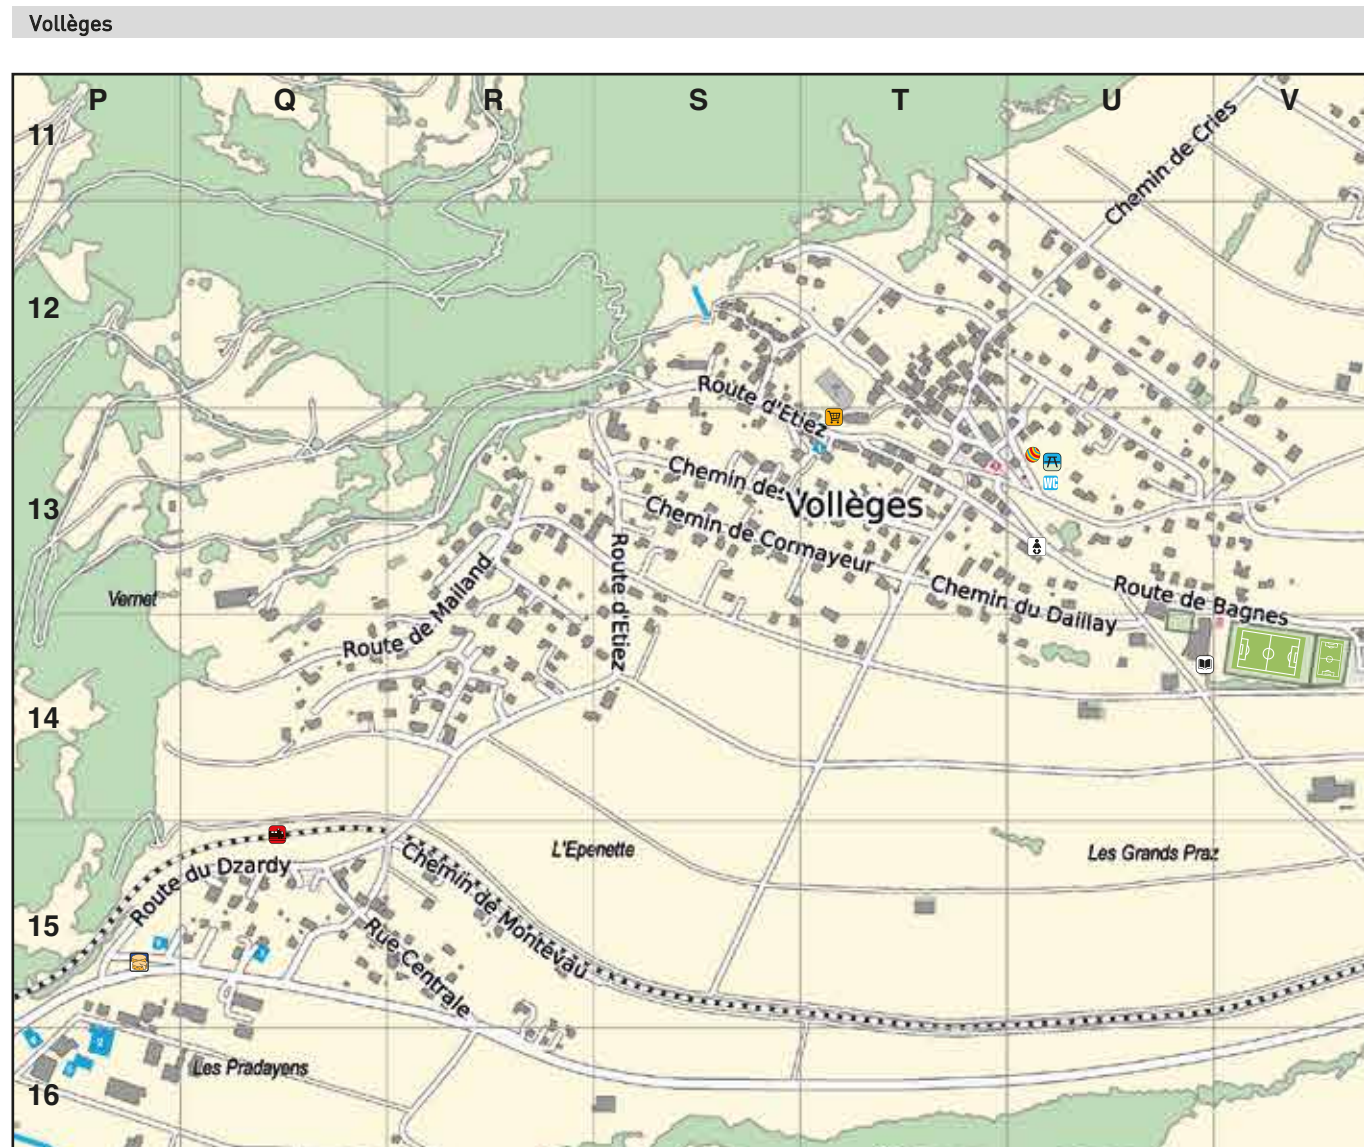 Vollèges
P Q R S T U V
11
Chemin de Cries
12
Route d'Etiez
13
Chemin des
Vollèges
Chemin de Cormayeur
Route d'Etiez
Route de Mailland
Vernet
Chemin du Daillay
Route de Bagnes
WC
14
L'Epenette
Les Grands Praz
Route du Dzardy
Chemin de Montévau
15
Rue Centrale
Les Pradayens
16